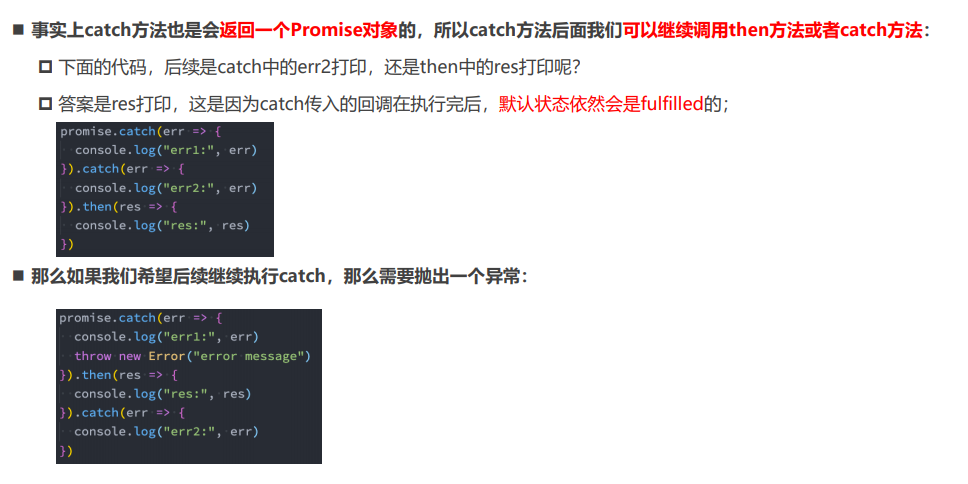 事实上catch方法也是会返回一个Promise对象的，所以catch方法后面我们可以继续调用then方法或者catch方法：
下面的代码，后续是catch中的err2打印，还是then中的res打印呢？
答案是res打印，这是因为catch传入的回调在执行完后，默认状态依然会是fulfilled的；
promise.catch(err => {
  console.log("err1:", err)
}).catch(err => {
  console.log("err2:", err)
}).then(res => {
  console.log("res:", res)
})
那么如果我们希望后续继续执行catch，那么需要抛出一个异常：
promise.catch(err => {
  console.log("err1:", err)
  throw new Error("error message")
}).then(res => {
  console.log("res:", res)
}).catch(err => {
  console.log("err2:", err)
})